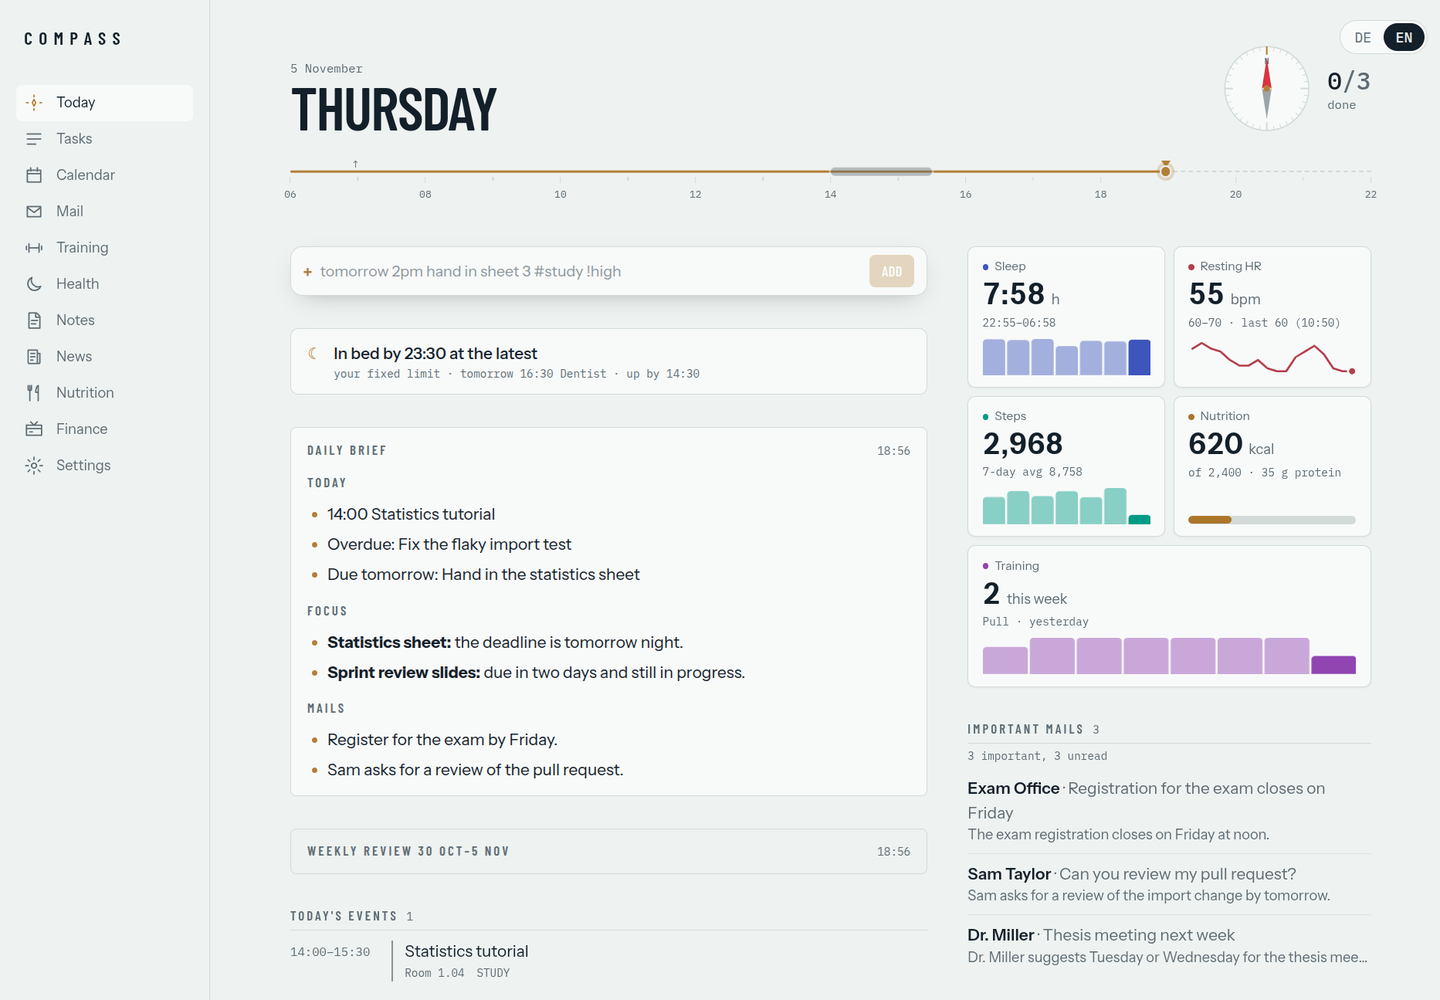 COMPASS
Today
Tasks
Calendar
Mail
Training
Health
Notes
News
Nutrition
Finance
Settings
DE EN
5 November
THURSDAY
N
0/3
done
↑
06 08 10 12 14 16 18 20 22
+ tomorrow 2pm hand in sheet 3 #study !high ADD
In bed by 23:30 at the latest
your fixed limit · tomorrow 16:30 Dentist · up by 14:30
DAILY BRIEF 18:56
TODAY
• 14:00 Statistics tutorial
• Overdue: Fix the flaky import test
• Due tomorrow: Hand in the statistics sheet
FOCUS
• Statistics sheet: the deadline is tomorrow night.
• Sprint review slides: due in two days and still in progress.
MAILS
• Register for the exam by Friday.
• Sam asks for a review of the pull request.
WEEKLY REVIEW 30 OCT–5 NOV 18:56
TODAY'S EVENTS 1
14:00–15:30 Statistics tutorial
Room 1.04 STUDY
Sleep
7:58 h
22:55–06:58
Resting HR
55 bpm
60–70 · last 60 (10:50)
Steps
2,968
7-day avg 8,758
Nutrition
620 kcal
of 2,400 · 35 g protein
Training
2 this week
Pull · yesterday
IMPORTANT MAILS 3
3 important, 3 unread
Exam Office · Registration for the exam closes on
Friday
The exam registration closes on Friday at noon.
Sam Taylor · Can you review my pull request?
Sam asks for a review of the import change by tomorrow.
Dr. Miller · Thesis meeting next week
Dr. Miller suggests Tuesday or Wednesday for the thesis mee…